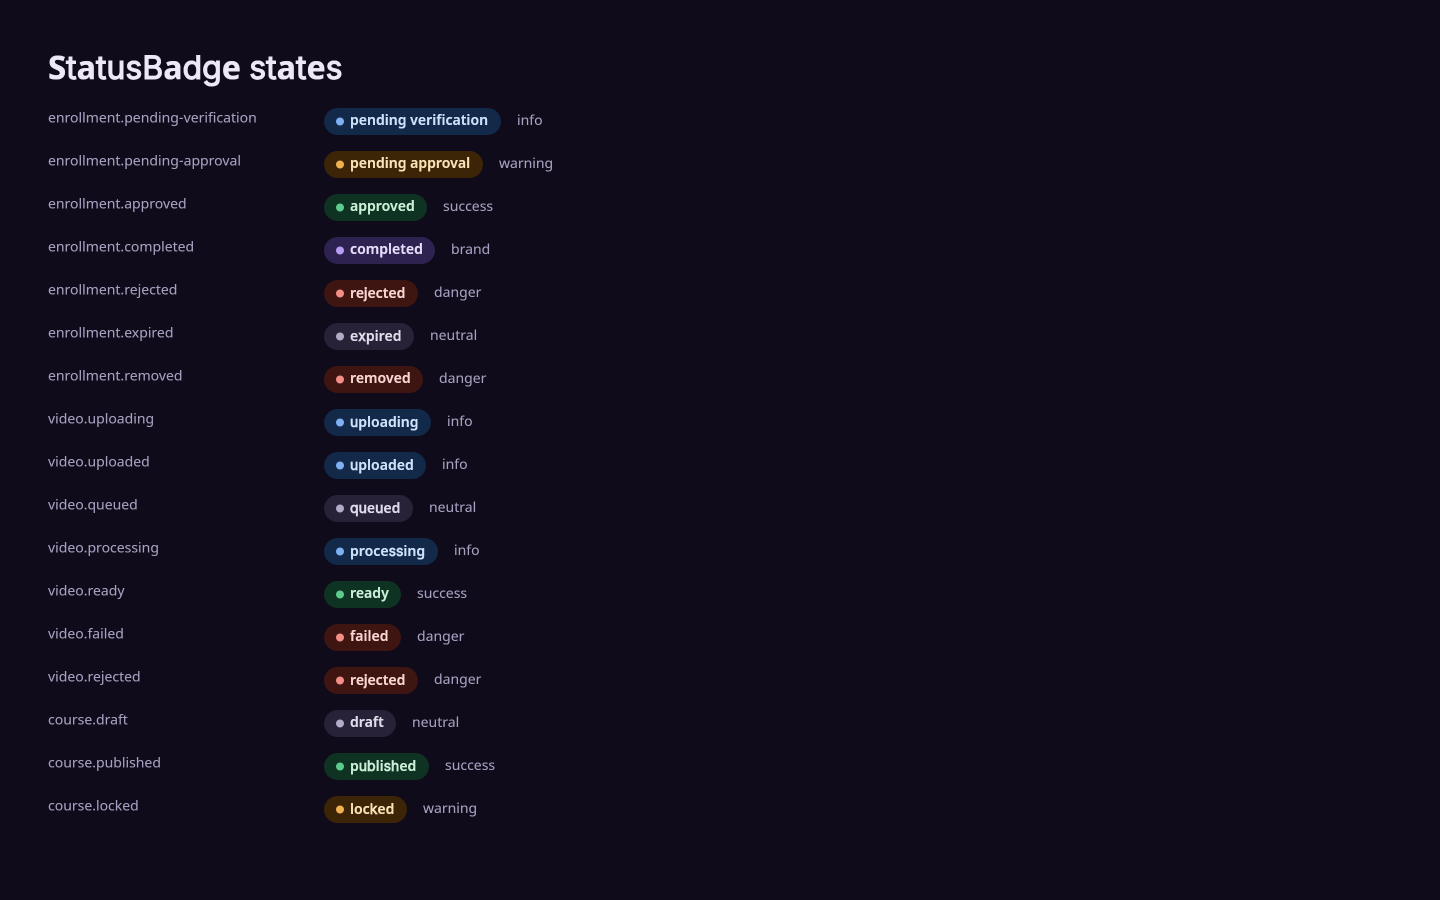 StatusBadge states
enrollment.pending-verification pending verification info
enrollment.pending-approval pending approval warning
enrollment.approved approved success
enrollment.completed completed brand
enrollment.rejected rejected danger
enrollment.expired expired neutral
enrollment.removed removed danger
video.uploading uploading info
video.uploaded uploaded info
video.queued queued neutral
video.processing processing info
video.ready ready success
video.failed failed danger
video.rejected rejected danger
course.draft draft neutral
course.published published success
course.locked locked warning